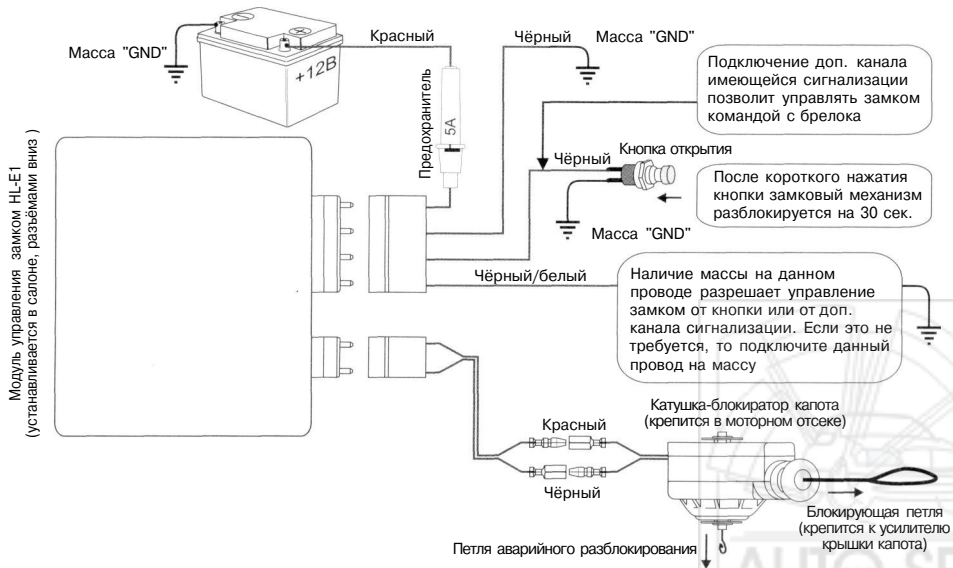 Масса "GND"
+12В
Красный
Предохранитель
5А
Чёрный
Масса "GND"
Подключение доп. канала
имеющейся сигнализации
позволит управлять замком
командой с брелока
Чёрный
Кнопка открытия
После короткого нажатия
кнопки замковый механизм
разблокируется на 30 сек.
Масса "GND"
Модуль управления замком HL-E1
(устанавливается в салоне, разъёмами вниз )
Чёрный/белый
Наличие массы на данном
проводе разрешает управление
замком от кнопки или от доп.
канала сигнализации. Если это не
требуется, то подключите данный
провод на массу
Катушка-блокиратор капота
(крепится в моторном отсеке)
Красный
Чёрный
Блокирующая петля
(крепится к усилителю
крышки капота)
Петля аварийного разблокирования